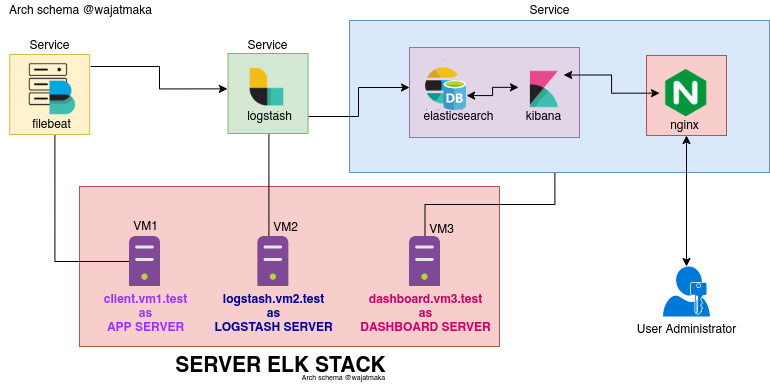 Arch schema @wajatmaka
Service
Service
Service
filebeat
logstash
DB
elasticsearch
kibana
N
nginx
VM1
VM2
VM3
client.vm1.test
as
APP SERVER
logstash.vm2.test
as
LOGSTASH SERVER
dashboard.vm3.test
as
DASHBOARD SERVER
User Administrator
SERVER ELK STACK
Arch schema @wajatmaka